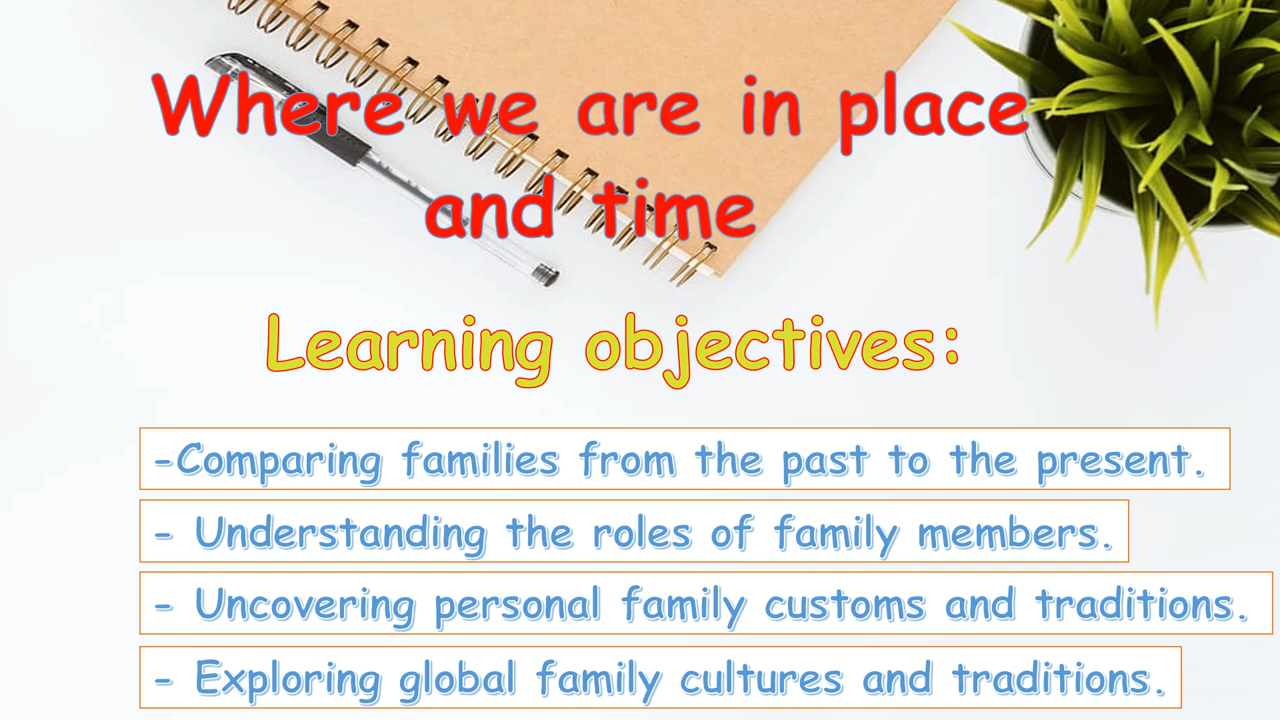 Where we are in place
and time
Learning objectives:
-Comparing families from the past to the present.
- Understanding the roles of family members.
- Uncovering personal family customs and traditions.
- Exploring global family cultures and traditions.